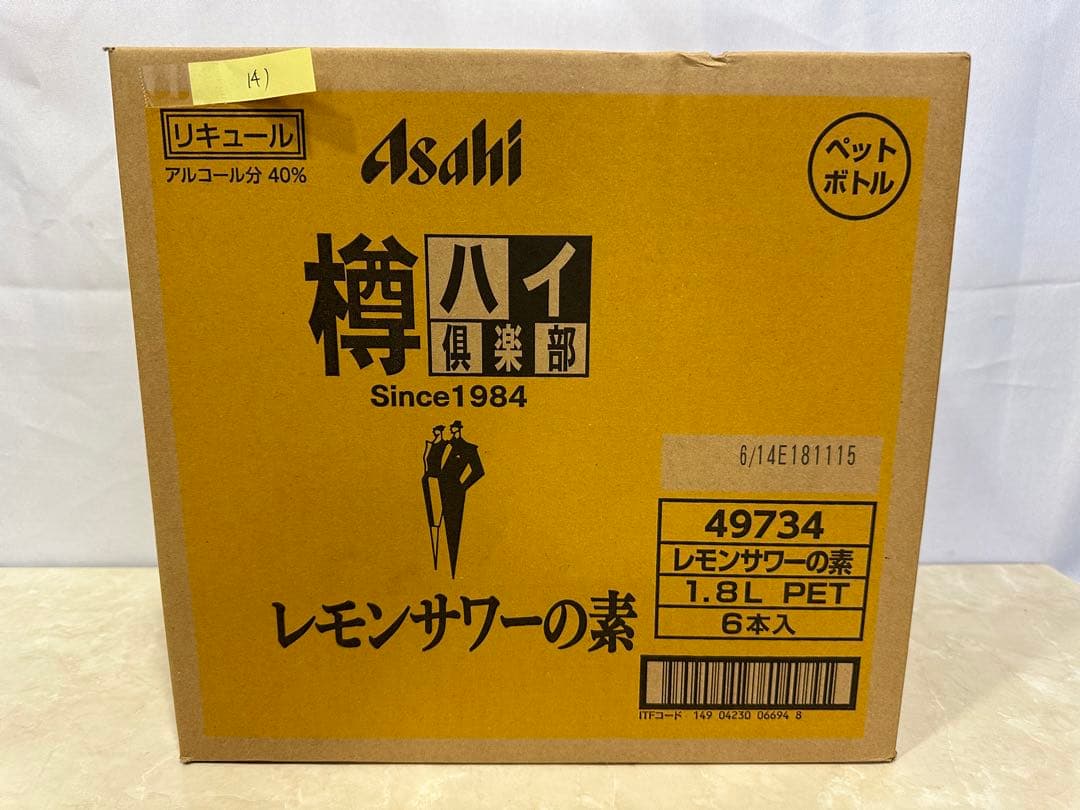 14)
リキュール
アルコール分 40%
Asahi
ペット
ボトル
樽ハイ
倶楽部
Since1984
6/14E181115
49734
レモンサワーの素
1.8L PET
6本入
レモンサワーの素
ITFコード 149 04230 06694 8